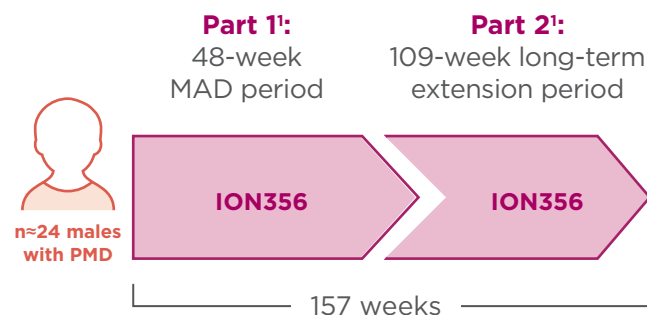 Part 1¹:
48-week
MAD period
Part 2¹:
109-week long-term
extension period
ION356
ION356
n≈24 males
with PMD
157 weeks